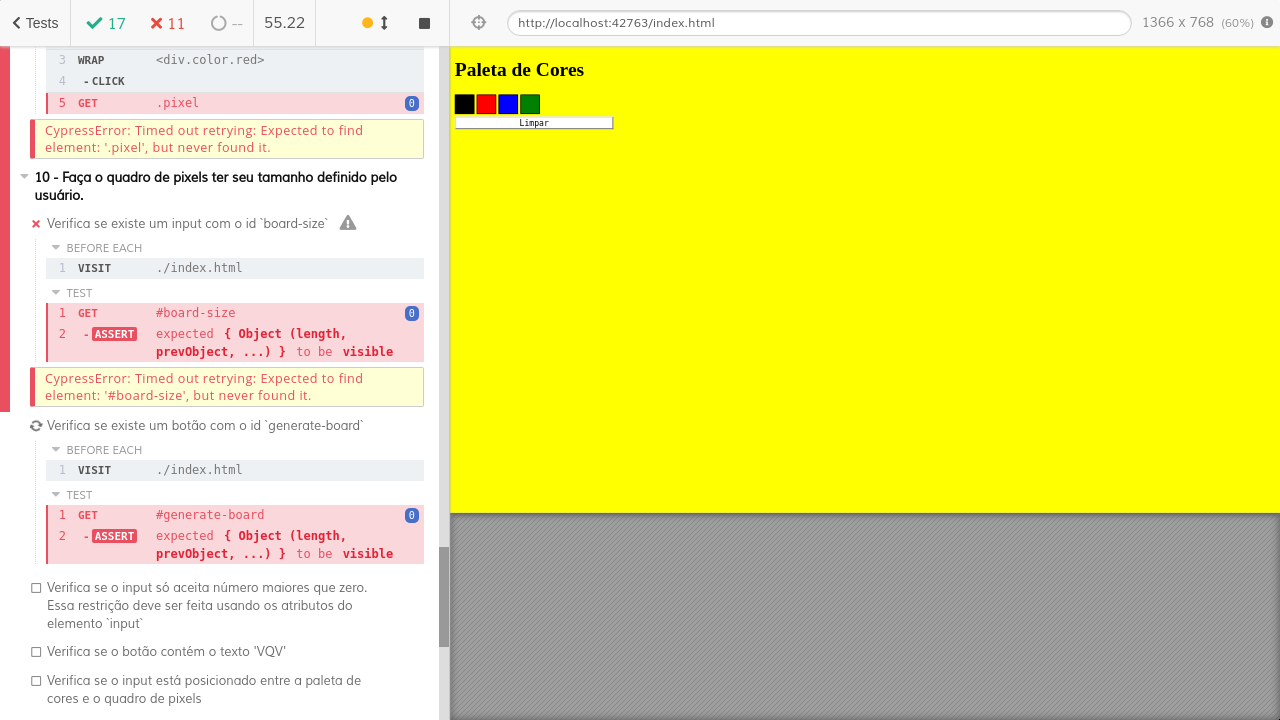 Tests 17 11 -- 55.22
http://localhost:42763/index.html 1366 x 768 (60%)
3 WRAP <div.color.red>
4 - CLICK
5 GET .pixel 0
CypressError: Timed out retrying: Expected to find
element: '.pixel', but never found it.
10 - Faça o quadro de pixels ter seu tamanho definido pelo
usuário.
Verifica se existe um input com o id `board-size`
BEFORE EACH
1 VISIT ./index.html
TEST
1 GET #board-size 0
2 - ASSERT expected { Object (length,
prevObject, ...) } to be visible
CypressError: Timed out retrying: Expected to find
element: '#board-size', but never found it.
Verifica se existe um botão com o id `generate-board`
BEFORE EACH
1 VISIT ./index.html
TEST
1 GET #generate-board 0
2 - ASSERT expected { Object (length,
prevObject, ...) } to be visible
Verifica se o input só aceita número maiores que zero.
Essa restrição deve ser feita usando os atributos do
elemento `input`
Verifica se o botão contém o texto 'VQV'
Verifica se o input está posicionado entre a paleta de
cores e o quadro de pixels
Paleta de Cores
Limpar